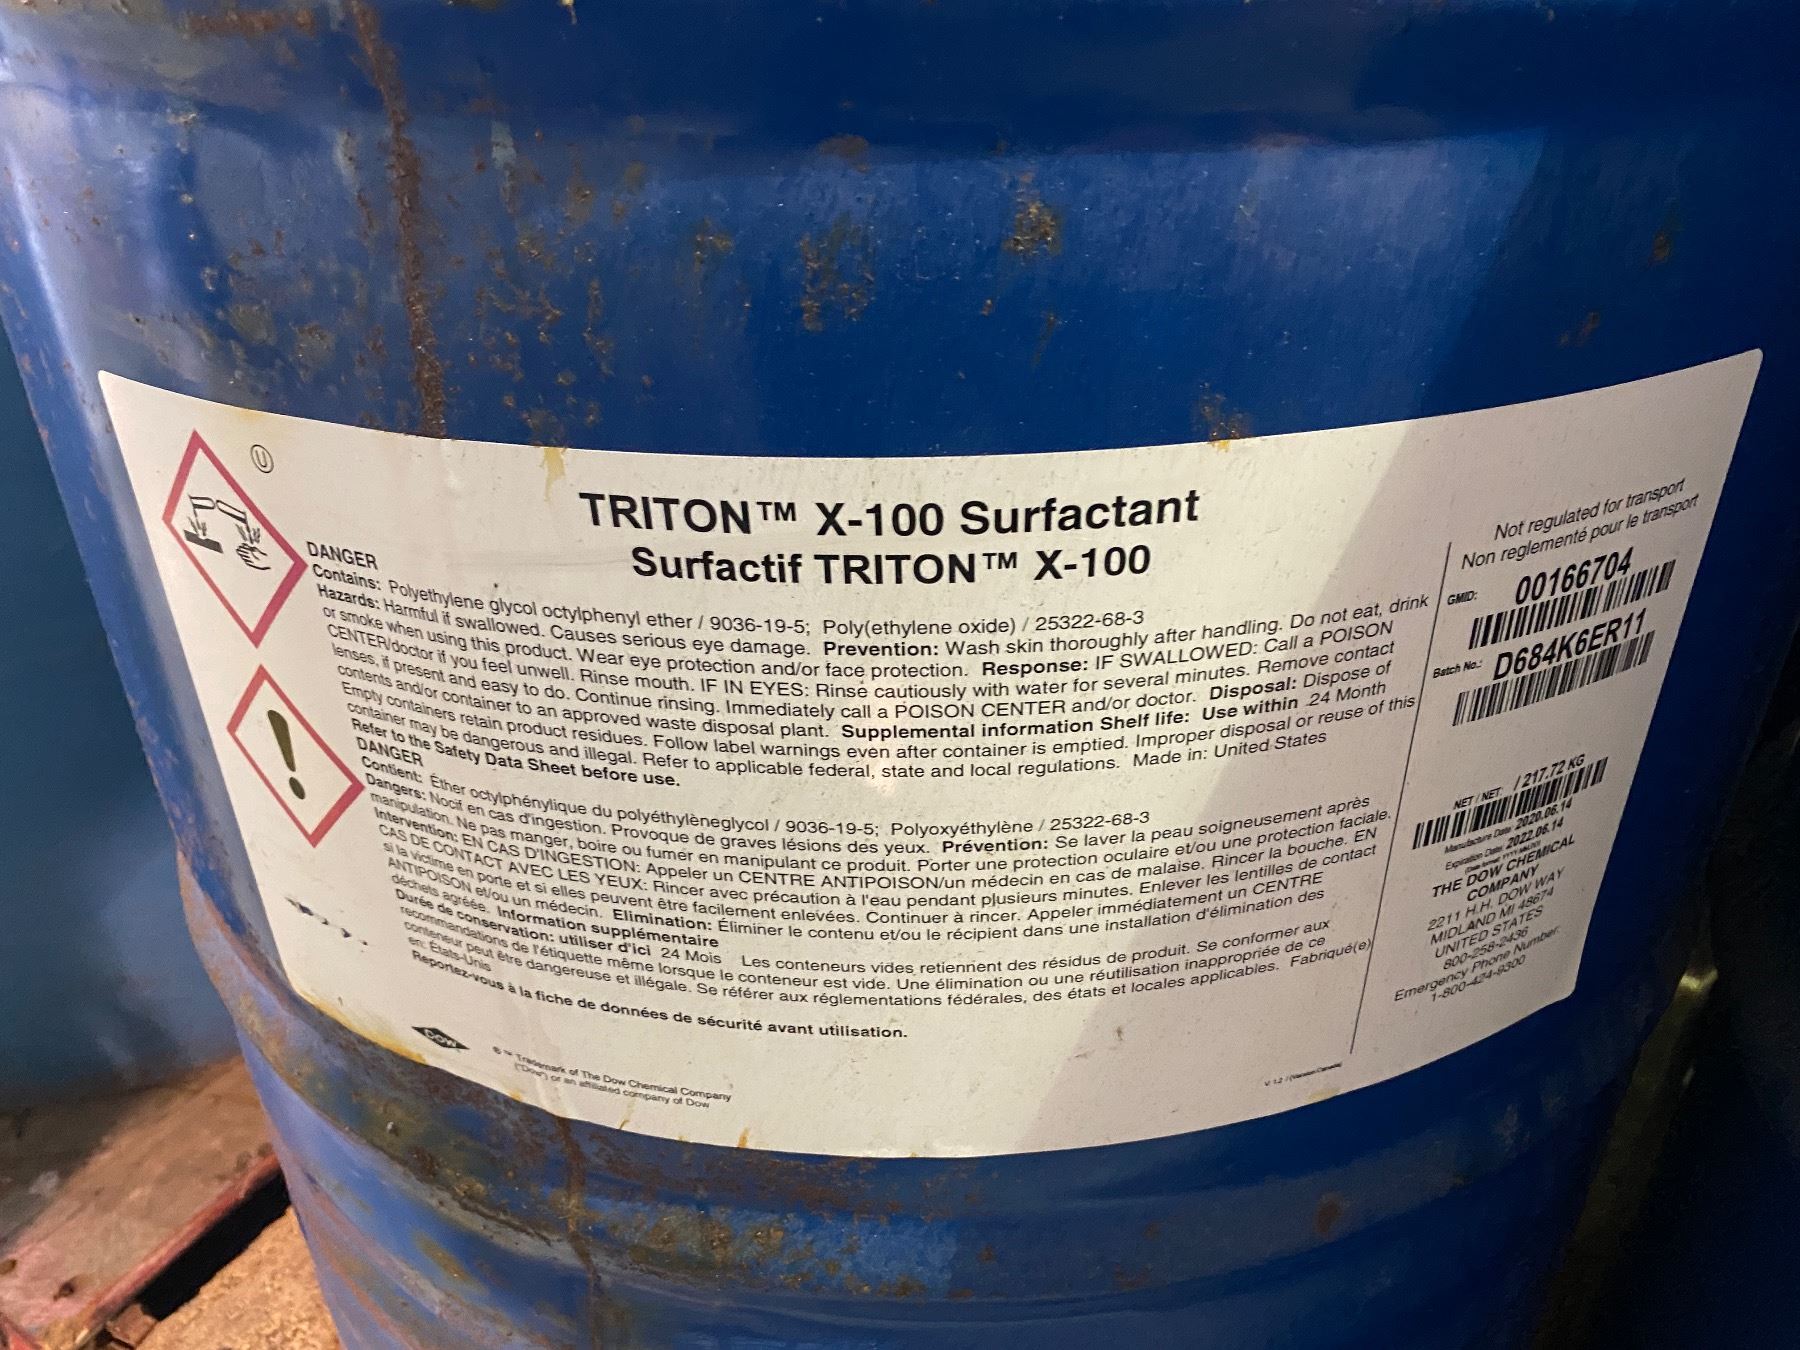 Ⓤ
TRITON™ X-100 Surfactant
Surfactif TRITON™ X-100
DANGER
Contains: Polyethylene glycol octylphenyl ether / 9036-19-5; Poly(ethylene oxide) / 25322-68-3
Hazards: Harmful if swallowed. Causes serious eye damage. Prevention: Wash skin thoroughly after handling. Do not eat, drink
or smoke when using this product. Wear eye protection and/or face protection. Response: IF SWALLOWED: Call a POISON
CENTER/doctor if you feel unwell. Rinse mouth. IF IN EYES: Rinse cautiously with water for several minutes. Remove contact
lenses, if present and easy to do. Continue rinsing. Immediately call a POISON CENTER and/or doctor. Disposal: Dispose of
contents and/or container to an approved waste disposal plant. Supplemental information Shelf life: Use within 24 Month
Empty containers retain product residues. Follow label warnings even after container is emptied. Improper disposal or reuse of this
container may be dangerous and illegal. Refer to applicable federal, state and local regulations. Made in: United States
Refer to the Safety Data Sheet before use.
DANGER
Contient: Éther octylphénylique du polyéthylèneglycol / 9036-19-5; Polyoxyéthylène / 25322-68-3
Dangers: Nocif en cas d'ingestion. Provoque de graves lésions des yeux. Prévention: Se laver la peau soigneusement après
manipulation. Ne pas manger, boire ou fumer en manipulant ce produit. Porter une protection oculaire et/ou une protection faciale.
Intervention: EN CAS D'INGESTION: Appeler un CENTRE ANTIPOISON/un médecin en cas de malaise. Rincer la bouche. EN
CAS DE CONTACT AVEC LES YEUX: Rincer avec précaution à l'eau pendant plusieurs minutes. Enlever les lentilles de contact
si la victime en porte et si elles peuvent être facilement enlevées. Continuer à rincer. Appeler immédiatement un CENTRE
ANTIPOISON et/ou un médecin. Elimination: Éliminer le contenu et/ou le récipient dans une installation d'élimination des
déchets agréée. Information supplémentaire
Durée de conservation: utiliser d'ici 24 Mois Les conteneurs vides retiennent des résidus de produit. Se conformer aux
recommandations de l'étiquette même lorsque le conteneur est vide. Une élimination ou une réutilisation inappropriée de ce
conteneur peut être dangereuse et illégale. Se référer aux réglementations fédérales, des états et locales applicables. Fabriqué(e)
en: États-Unis
Reportez-vous à la fiche de données de sécurité avant utilisation.
DOW
® ™ Trademark of The Dow Chemical Company
("Dow") or an affiliated company of Dow
Not regulated for transport
Non reglementé pour le transport
GMID: 00166704
Batch No.: D684K6ER11
NET / NET: / 217.72 KG
Manufacture Date: 2020.06.14
Expiration Date: 2022.06.14
THE DOW CHEMICAL
COMPANY
2211 H.H. DOW WAY
MIDLAND MI 48674
UNITED STATES
800-258-2436
Emergency Phone Number:
1-800-424-9300